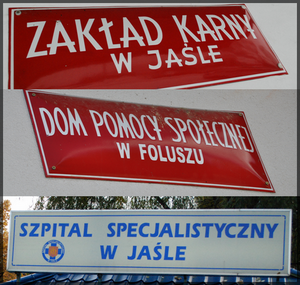 ZAKŁAD KARNY
W JAŚLE
DOM POMOCY SPOŁECZNEJ
W FOLUSZU
SZPITAL SPECJALISTYCZNY
W JAŚLE